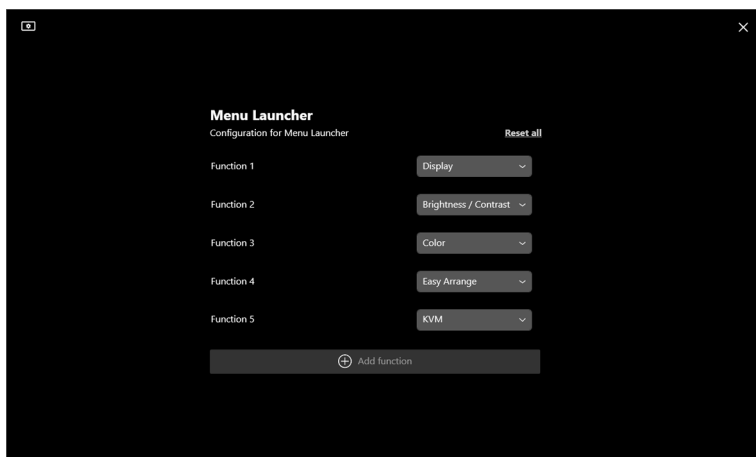 Menu Launcher
Configuration for Menu Launcher Reset all
Function 1 Display
Function 2 Brightness / Contrast
Function 3 Color
Function 4 Easy Arrange
Function 5 KVM
Add function